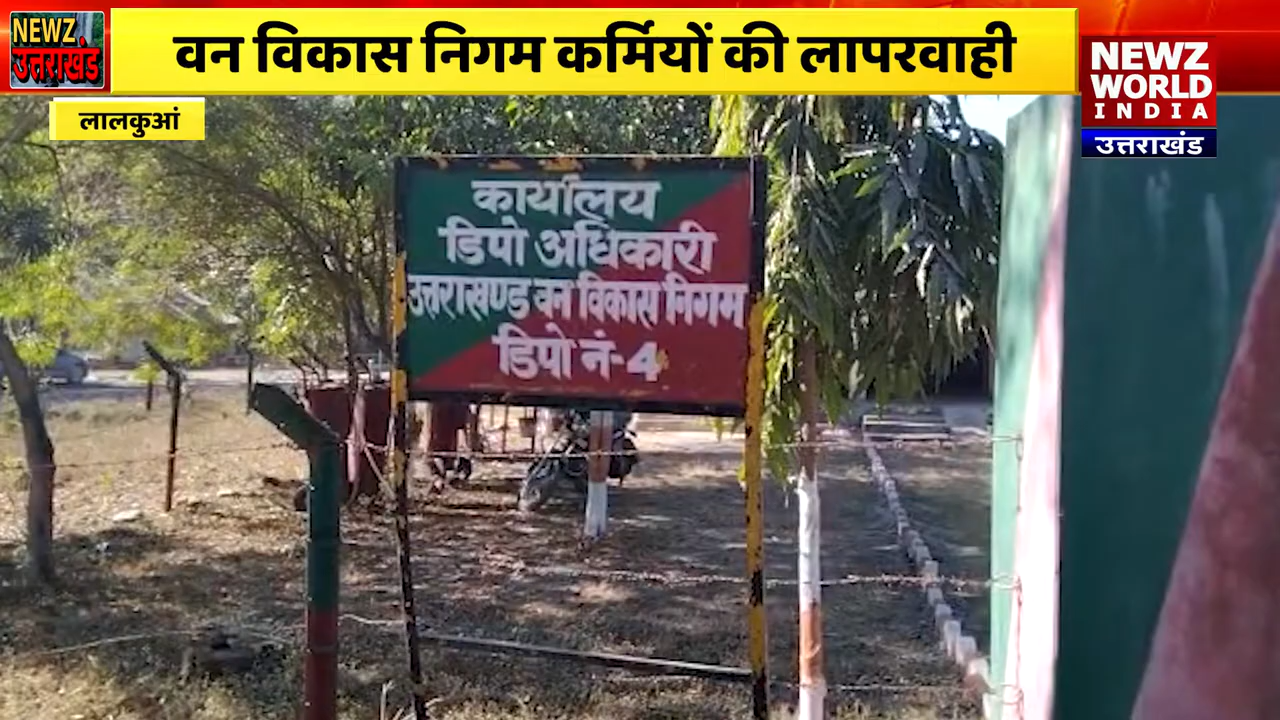 NEWZ
उत्तराखंड
वन विकास निगम कर्मियों की लापरवाही
NEWZ
WORLD
INDIA
उत्तराखंड
लालकुआं
कार्यालय
डिपो अधिकारी
उत्तराखण्ड वन विकास निगम
डिपो नं-4